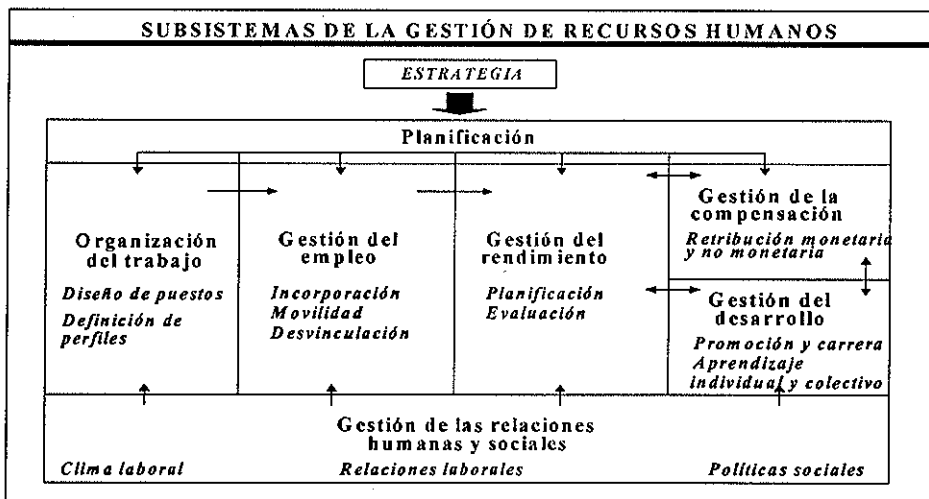 SUBSISTEMAS DE LA GESTIÓN DE RECURSOS HUMANOS
ESTRATEGIA
Planificación
Organización
del trabajo
Diseño de puestos
Definición de
perfiles
Gestión del
empleo
Incorporación
Movilidad
Desvinculación
Gestión del
rendimiento
Planificación
Evaluación
Gestión de la
compensación
Retribución monetaria
y no monetaria
Gestión del
desarrollo
Promoción y carrera
Aprendizaje
individual y colectivo
Gestión de las relaciones
humanas y sociales
Clima laboral
Relaciones laborales
Políticas sociales